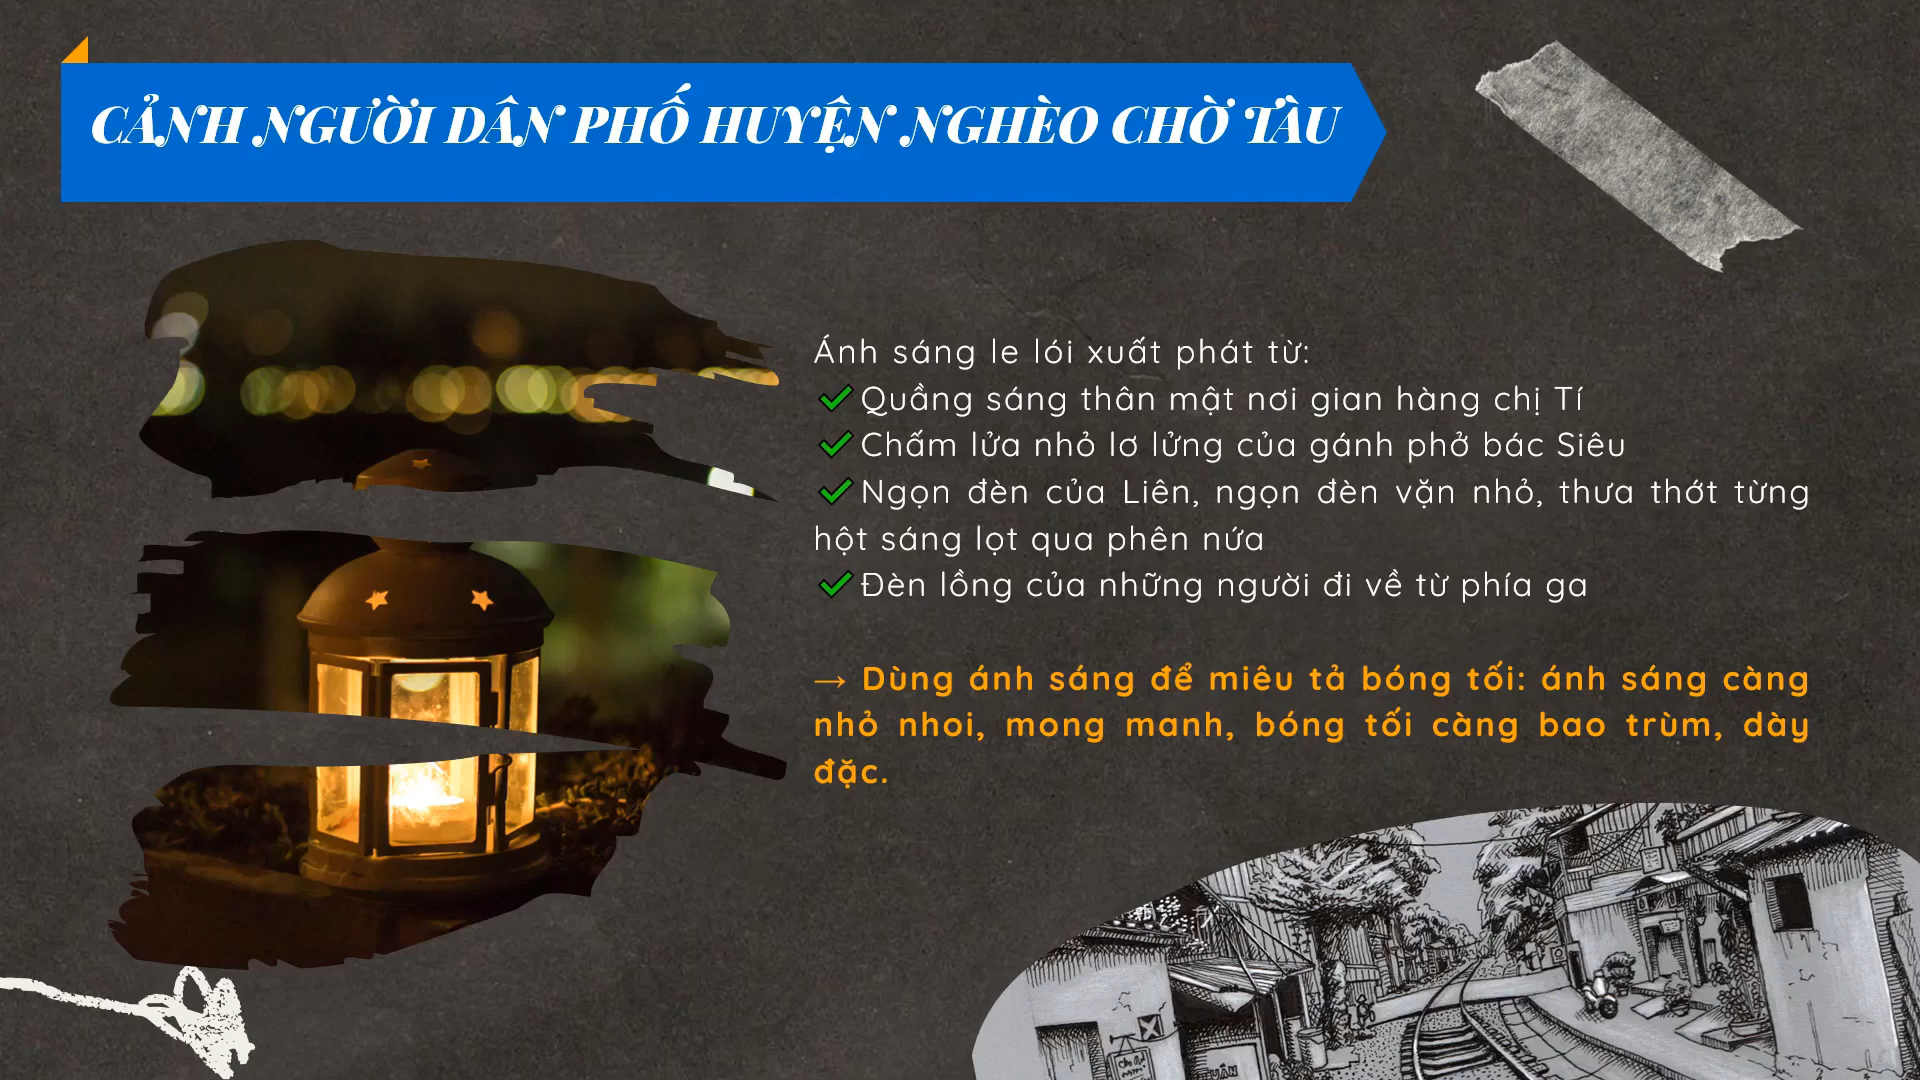 CẢNH NGƯỜI DÂN PHỐ HUYỆN NGHÈO CHỜ TÀU
Ánh sáng le lói xuất phát từ:
Quầng sáng thân mật nơi gian hàng chị Tí
Chấm lửa nhỏ lơ lửng của gánh phở bác Siêu
Ngọn đèn của Liên, ngọn đèn vặn nhỏ, thưa thớt từng
hột sáng lọt qua phên nứa
Đèn lồng của những người đi về từ phía ga
→ Dùng ánh sáng để miêu tả bóng tối: ánh sáng càng
nhỏ nhoi, mong manh, bóng tối càng bao trùm, dày
đặc.